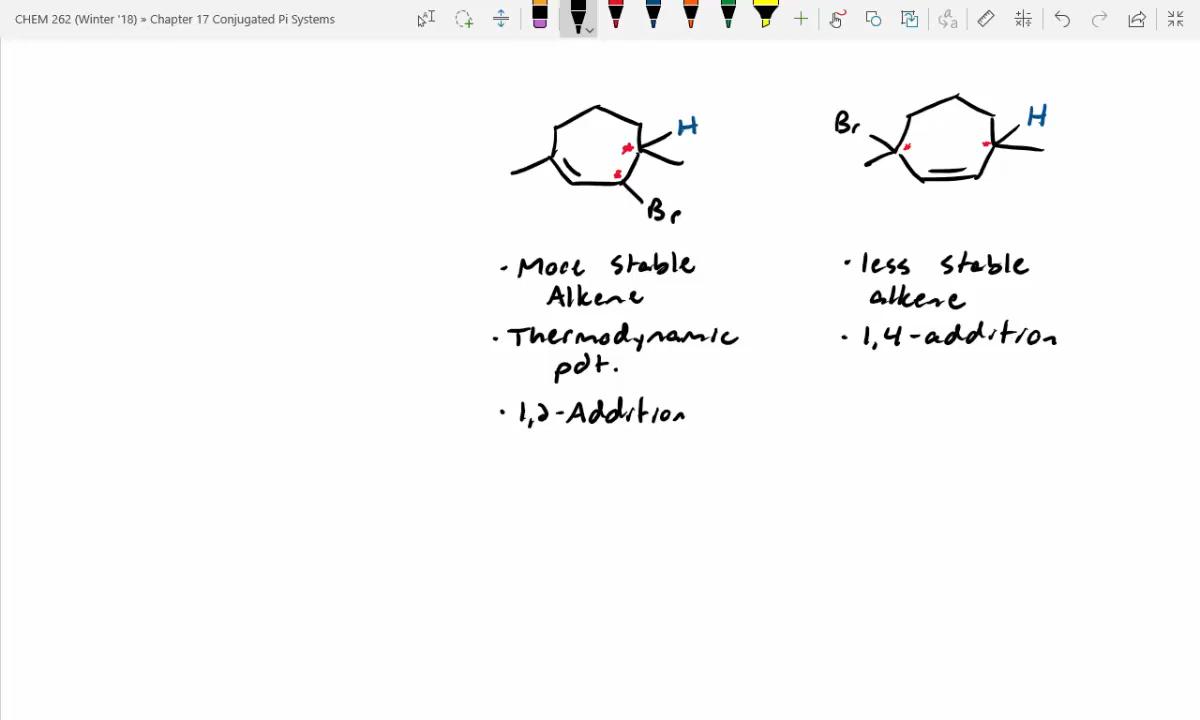 CHEM 262 (Winter '18) » Chapter 17 Conjugated Pi Systems
H
Br
Br
H
• More Stable
Alkene
• Thermodynamic
pdt.
• 1,2-Addition
• less stable
alkene
• 1,4-addition